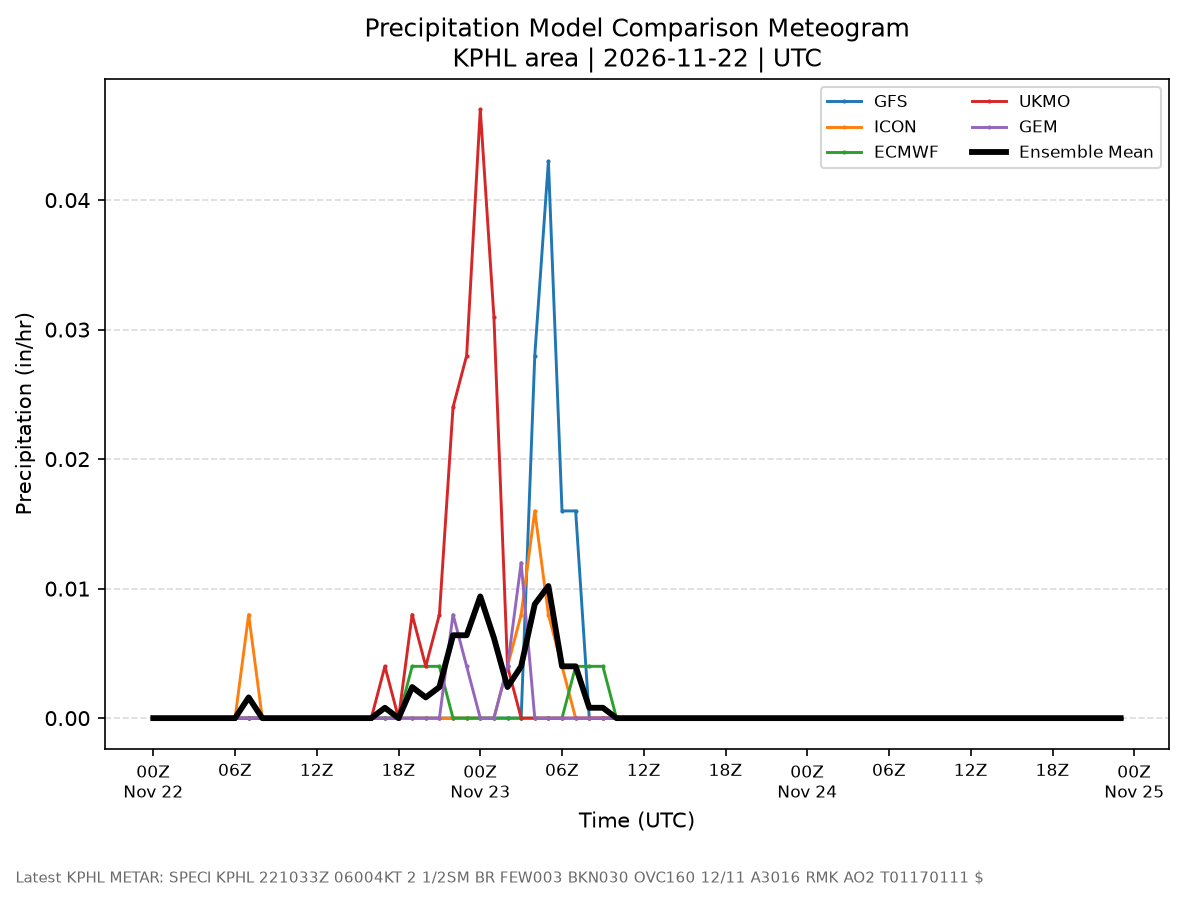 Precipitation Model Comparison Meteogram
KPHL area | 2026-11-22 | UTC
GFS
ICON
ECMWF
UKMO
GEM
Ensemble Mean
Precipitation (in/hr)
0.04
0.03
0.02
0.01
0.00
00Z 06Z 12Z 18Z 00Z 06Z 12Z 18Z 00Z 06Z 12Z 18Z 00Z
Nov 22 Nov 23 Nov 24 Nov 25
Time (UTC)
Latest KPHL METAR: SPECI KPHL 221033Z 06004KT 2 1/2SM BR FEW003 BKN030 OVC160 12/11 A3016 RMK AO2 T01170111 $